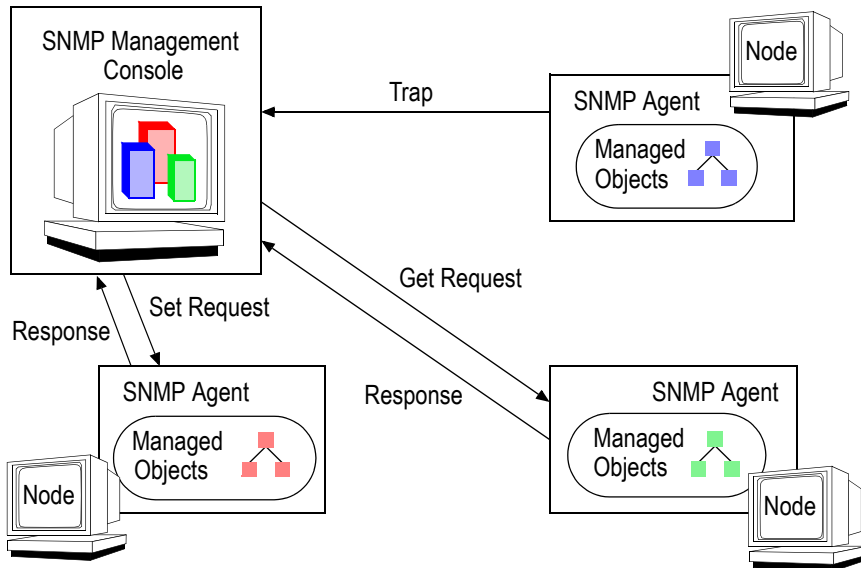 SNMP Management
Console
Trap
Node
SNMP Agent
Managed
Objects
Get Request
Set Request
Response
Response
SNMP Agent
Managed
Objects
Node
SNMP Agent
Managed
Objects
Node